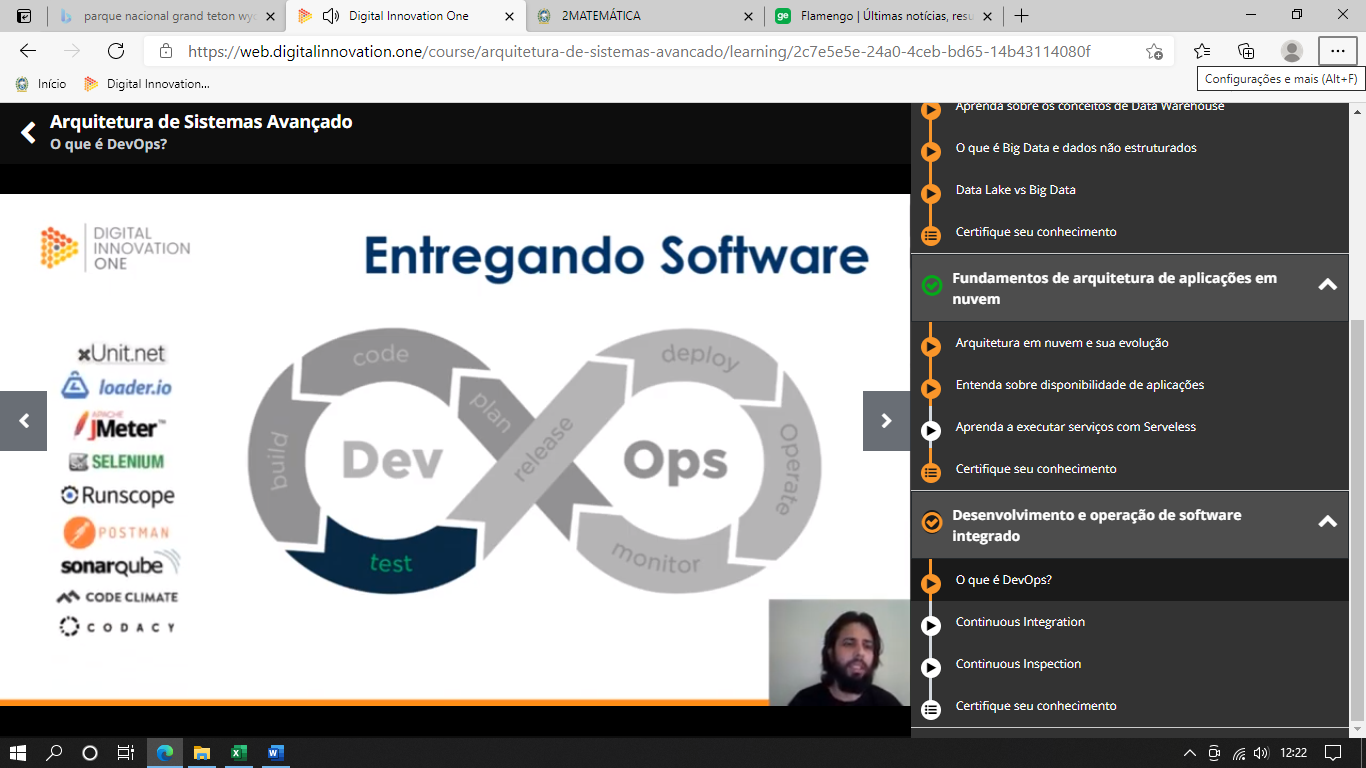 parque nacional grand teton wy
Digital Innovation One
2MATEMÁTICA
Flamengo | Últimas notícias, resu
https://web.digitalinnovation.one/course/arquitetura-de-sistemas-avancado/learning/2c7e5e5e-24a0-4ceb-bd65-14b43114080f
Configurações e mais (Alt+F)
Início
Digital Innovation...
Arquitetura de Sistemas Avançado
O que é DevOps?
DIGITAL
INNOVATION
ONE
Entregando Software
xUnit.net
loader.io
APACHE
JMeter™
SELENIUM
Runscope
POSTMAN
sonarqube
CODE CLIMATE
CODACY
code
plan
build
Dev
test
release
deploy
Ops
Operate
monitor
Aprenda sobre os conceitos de Data Warehouse
O que é Big Data e dados não estruturados
Data Lake vs Big Data
Certifique seu conhecimento
Fundamentos de arquitetura de aplicações em
nuvem
Arquitetura em nuvem e sua evolução
Entenda sobre disponibilidade de aplicações
Aprenda a executar serviços com Serveless
Certifique seu conhecimento
Desenvolvimento e operação de software
integrado
O que é DevOps?
Continuous Integration
Continuous Inspection
Certifique seu conhecimento
12:22